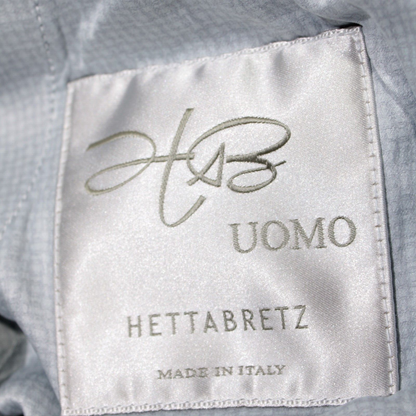 HB
UOMO
HETTABRETZ
MADE IN ITALY